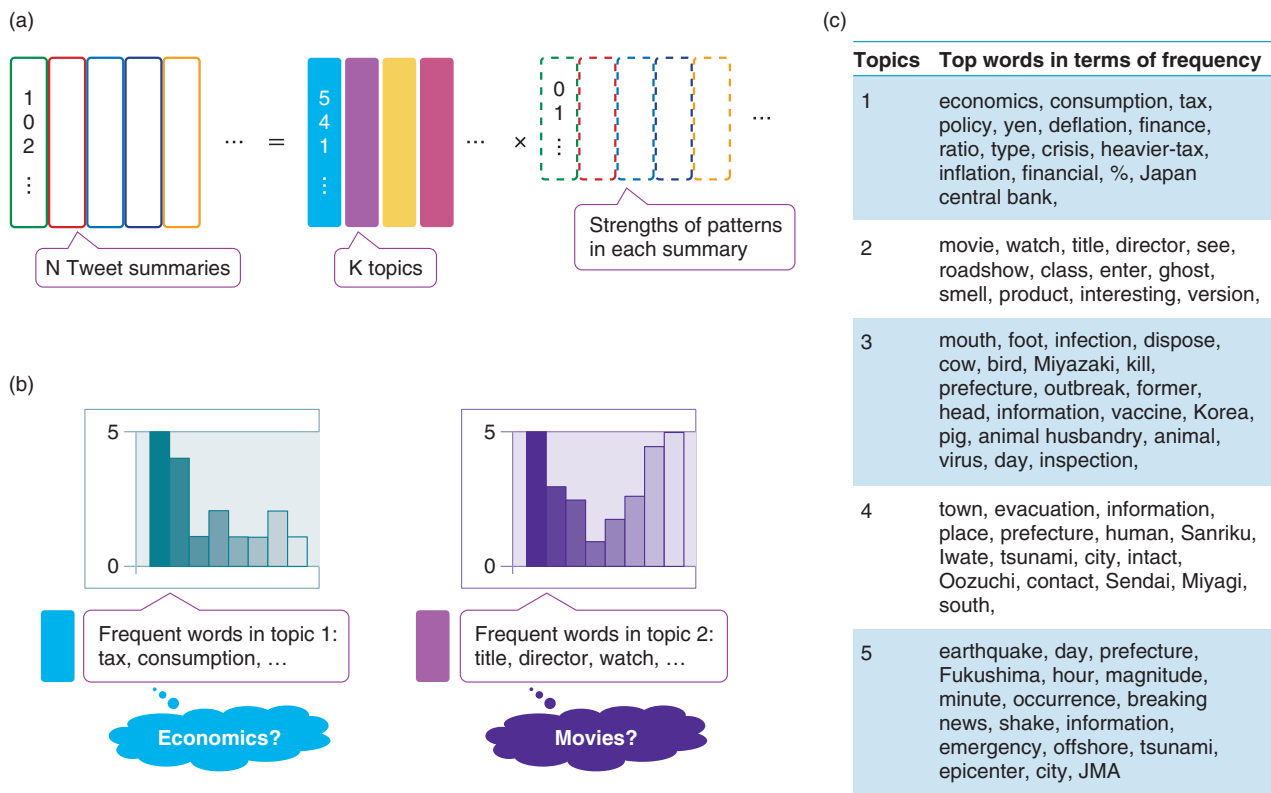 (a)
1
0
2
⋮
...
=
5
4
1
⋮
...
×
0
1
⋮
...
N Tweet summaries
K topics
Strengths of patterns
in each summary
(b)
5
0
Frequent words in topic 1:
tax, consumption, ...
Economics?
5
0
Frequent words in topic 2:
title, director, watch, ...
Movies?
(c)
Topics Top words in terms of frequency
1 economics, consumption, tax,
policy, yen, deflation, finance,
ratio, type, crisis, heavier-tax,
inflation, financial, %, Japan
central bank,
2 movie, watch, title, director, see,
roadshow, class, enter, ghost,
smell, product, interesting, version,
3 mouth, foot, infection, dispose,
cow, bird, Miyazaki, kill,
prefecture, outbreak, former,
head, information, vaccine, Korea,
pig, animal husbandry, animal,
virus, day, inspection,
4 town, evacuation, information,
place, prefecture, human, Sanriku,
Iwate, tsunami, city, intact,
Oozuchi, contact, Sendai, Miyagi,
south,
5 earthquake, day, prefecture,
Fukushima, hour, magnitude,
minute, occurrence, breaking
news, shake, information,
emergency, offshore, tsunami,
epicenter, city, JMA